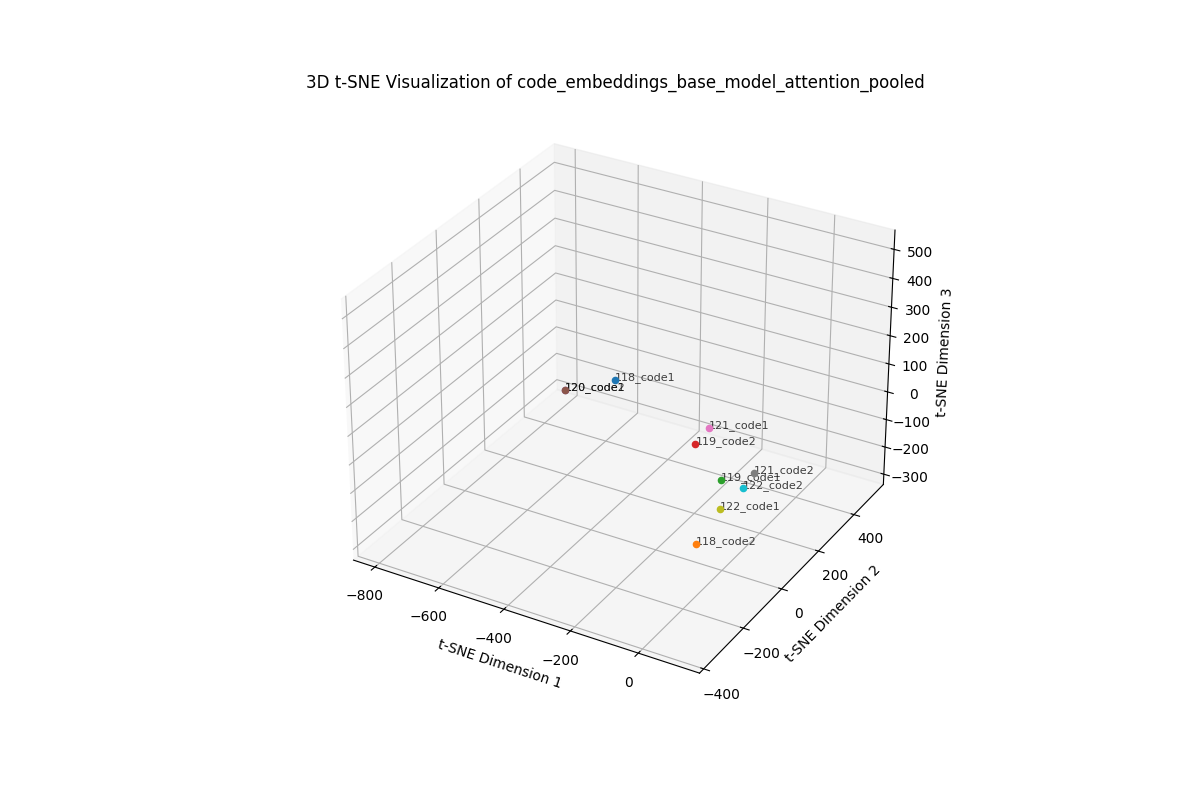 3D t-SNE Visualization of code_embeddings_base_model_attention_pooled
500
400
300
200
100
0
−100
−200
−300
t-SNE Dimension 3
118_code1
121_code1
119_code2
121_code2
119_code1
122_code2
122_code1
118_code2
400
200
0
−200
−400
t-SNE Dimension 2
−800
−600
−400
−200
0
t-SNE Dimension 1